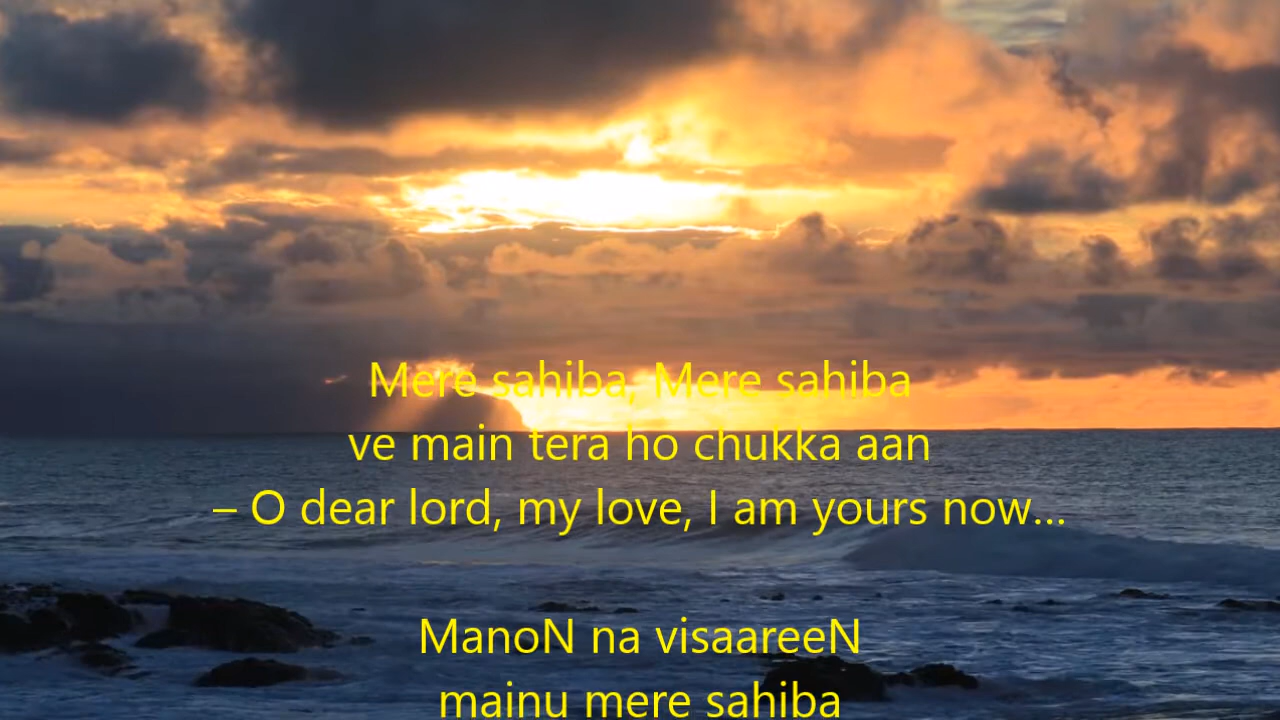 Mere sahiba, Mere sahiba
ve main tera ho chukka aan
– O dear lord, my love, I am yours now...
ManoN na visaareeN
mainu mere sahiba